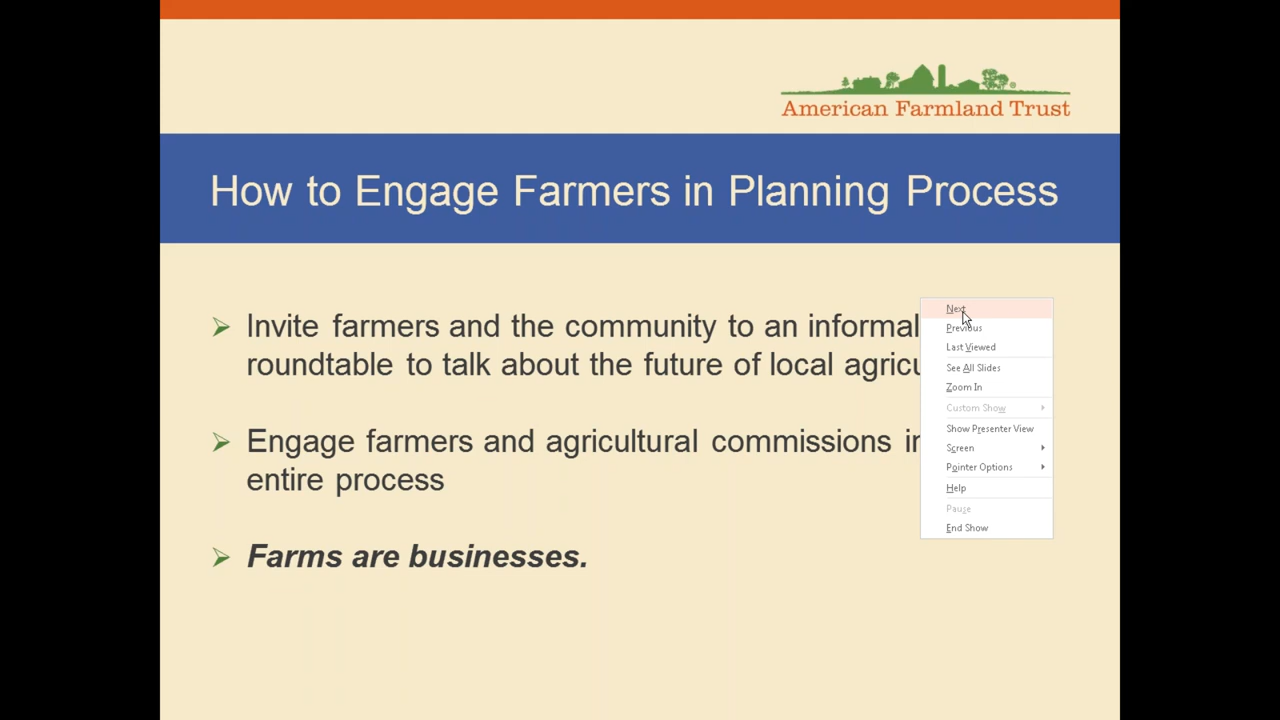 American Farmland Trust
How to Engage Farmers in Planning Process
Invite farmers and the community to an informal
roundtable to talk about the future of local
Engage farmers and agricultural commissions
entire process
Farms are businesses.
Next
Previous
Last Viewed
See All Slides
Zoom In
Custom Show
Show Presenter View
Screen
Pointer Options
Help
Pause
End Show